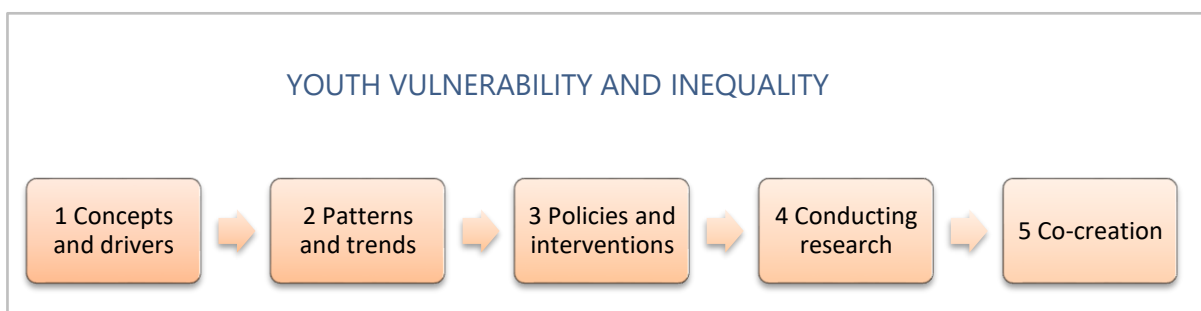 YOUTH VULNERABILITY AND INEQUALITY
1 Concepts
and drivers
2 Patterns
and trends
3 Policies and
interventions
4 Conducting
research
5 Co-creation